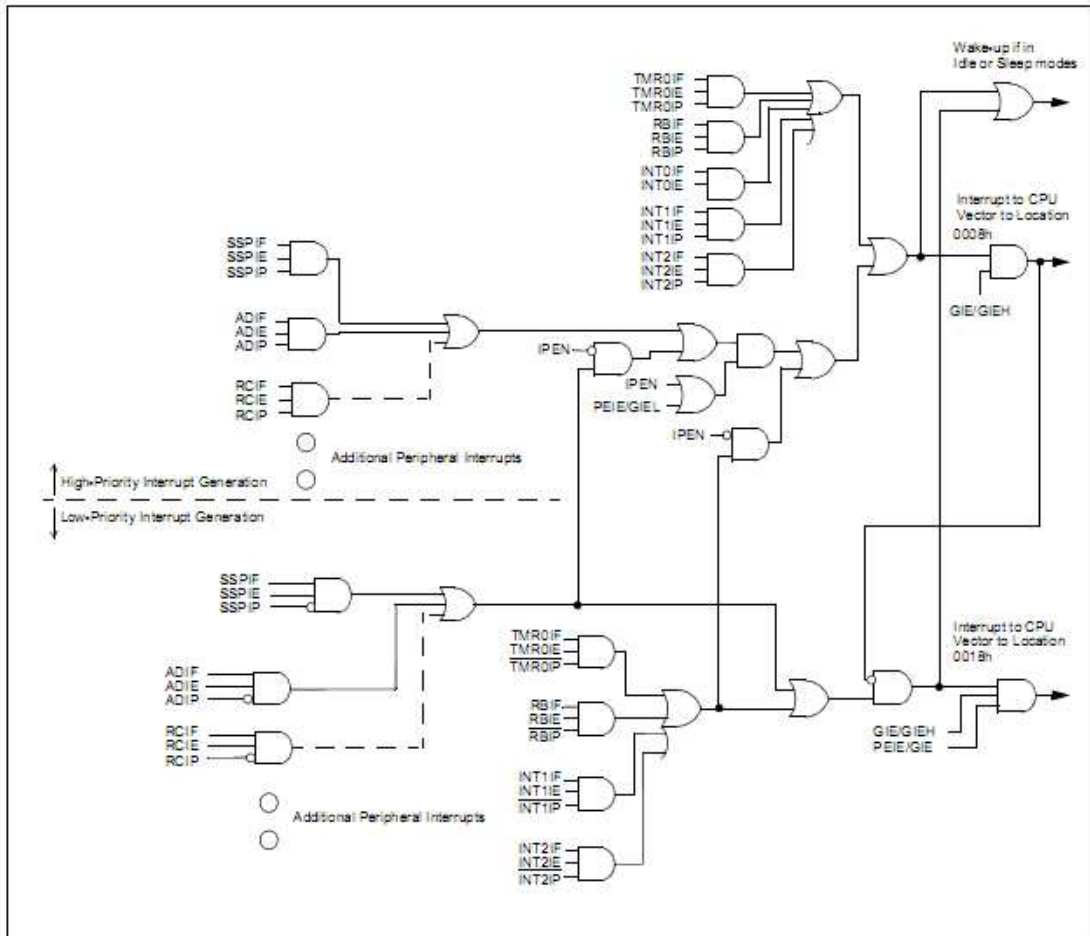 Wake-up if in
Idle or Sleep modes
TMR0IF
TMR0IE
TMR0IP
RBIF
RBIE
RBIP
INT0IF
INT0IE
INT1IF
INT1IE
INT1IP
INT2IF
INT2IE
INT2IP
Interrupt to CPU
Vector to Location
0008h
GIE/GIEH
SSPIF
SSPIE
SSPIP
ADIF
ADIE
ADIP
RCIF
RCIE
RCIP
IPEN
IPEN
PEIE/GIEL
IPEN
Additional Peripheral Interrupts
High-Priority Interrupt Generation
Low-Priority Interrupt Generation
SSPIF
SSPIE
SSPIP
ADIF
ADIE
ADIP
RCIF
RCIE
RCIP
Additional Peripheral Interrupts
TMR0IF
TMR0IE
TMR0IP
RBIF
RBIE
RBIP
INT1IF
INT1IE
INT1IP
INT2IF
INT2IE
INT2IP
Interrupt to CPU
Vector to Location
0018h
GIE/GIEH
PEIE/GIE